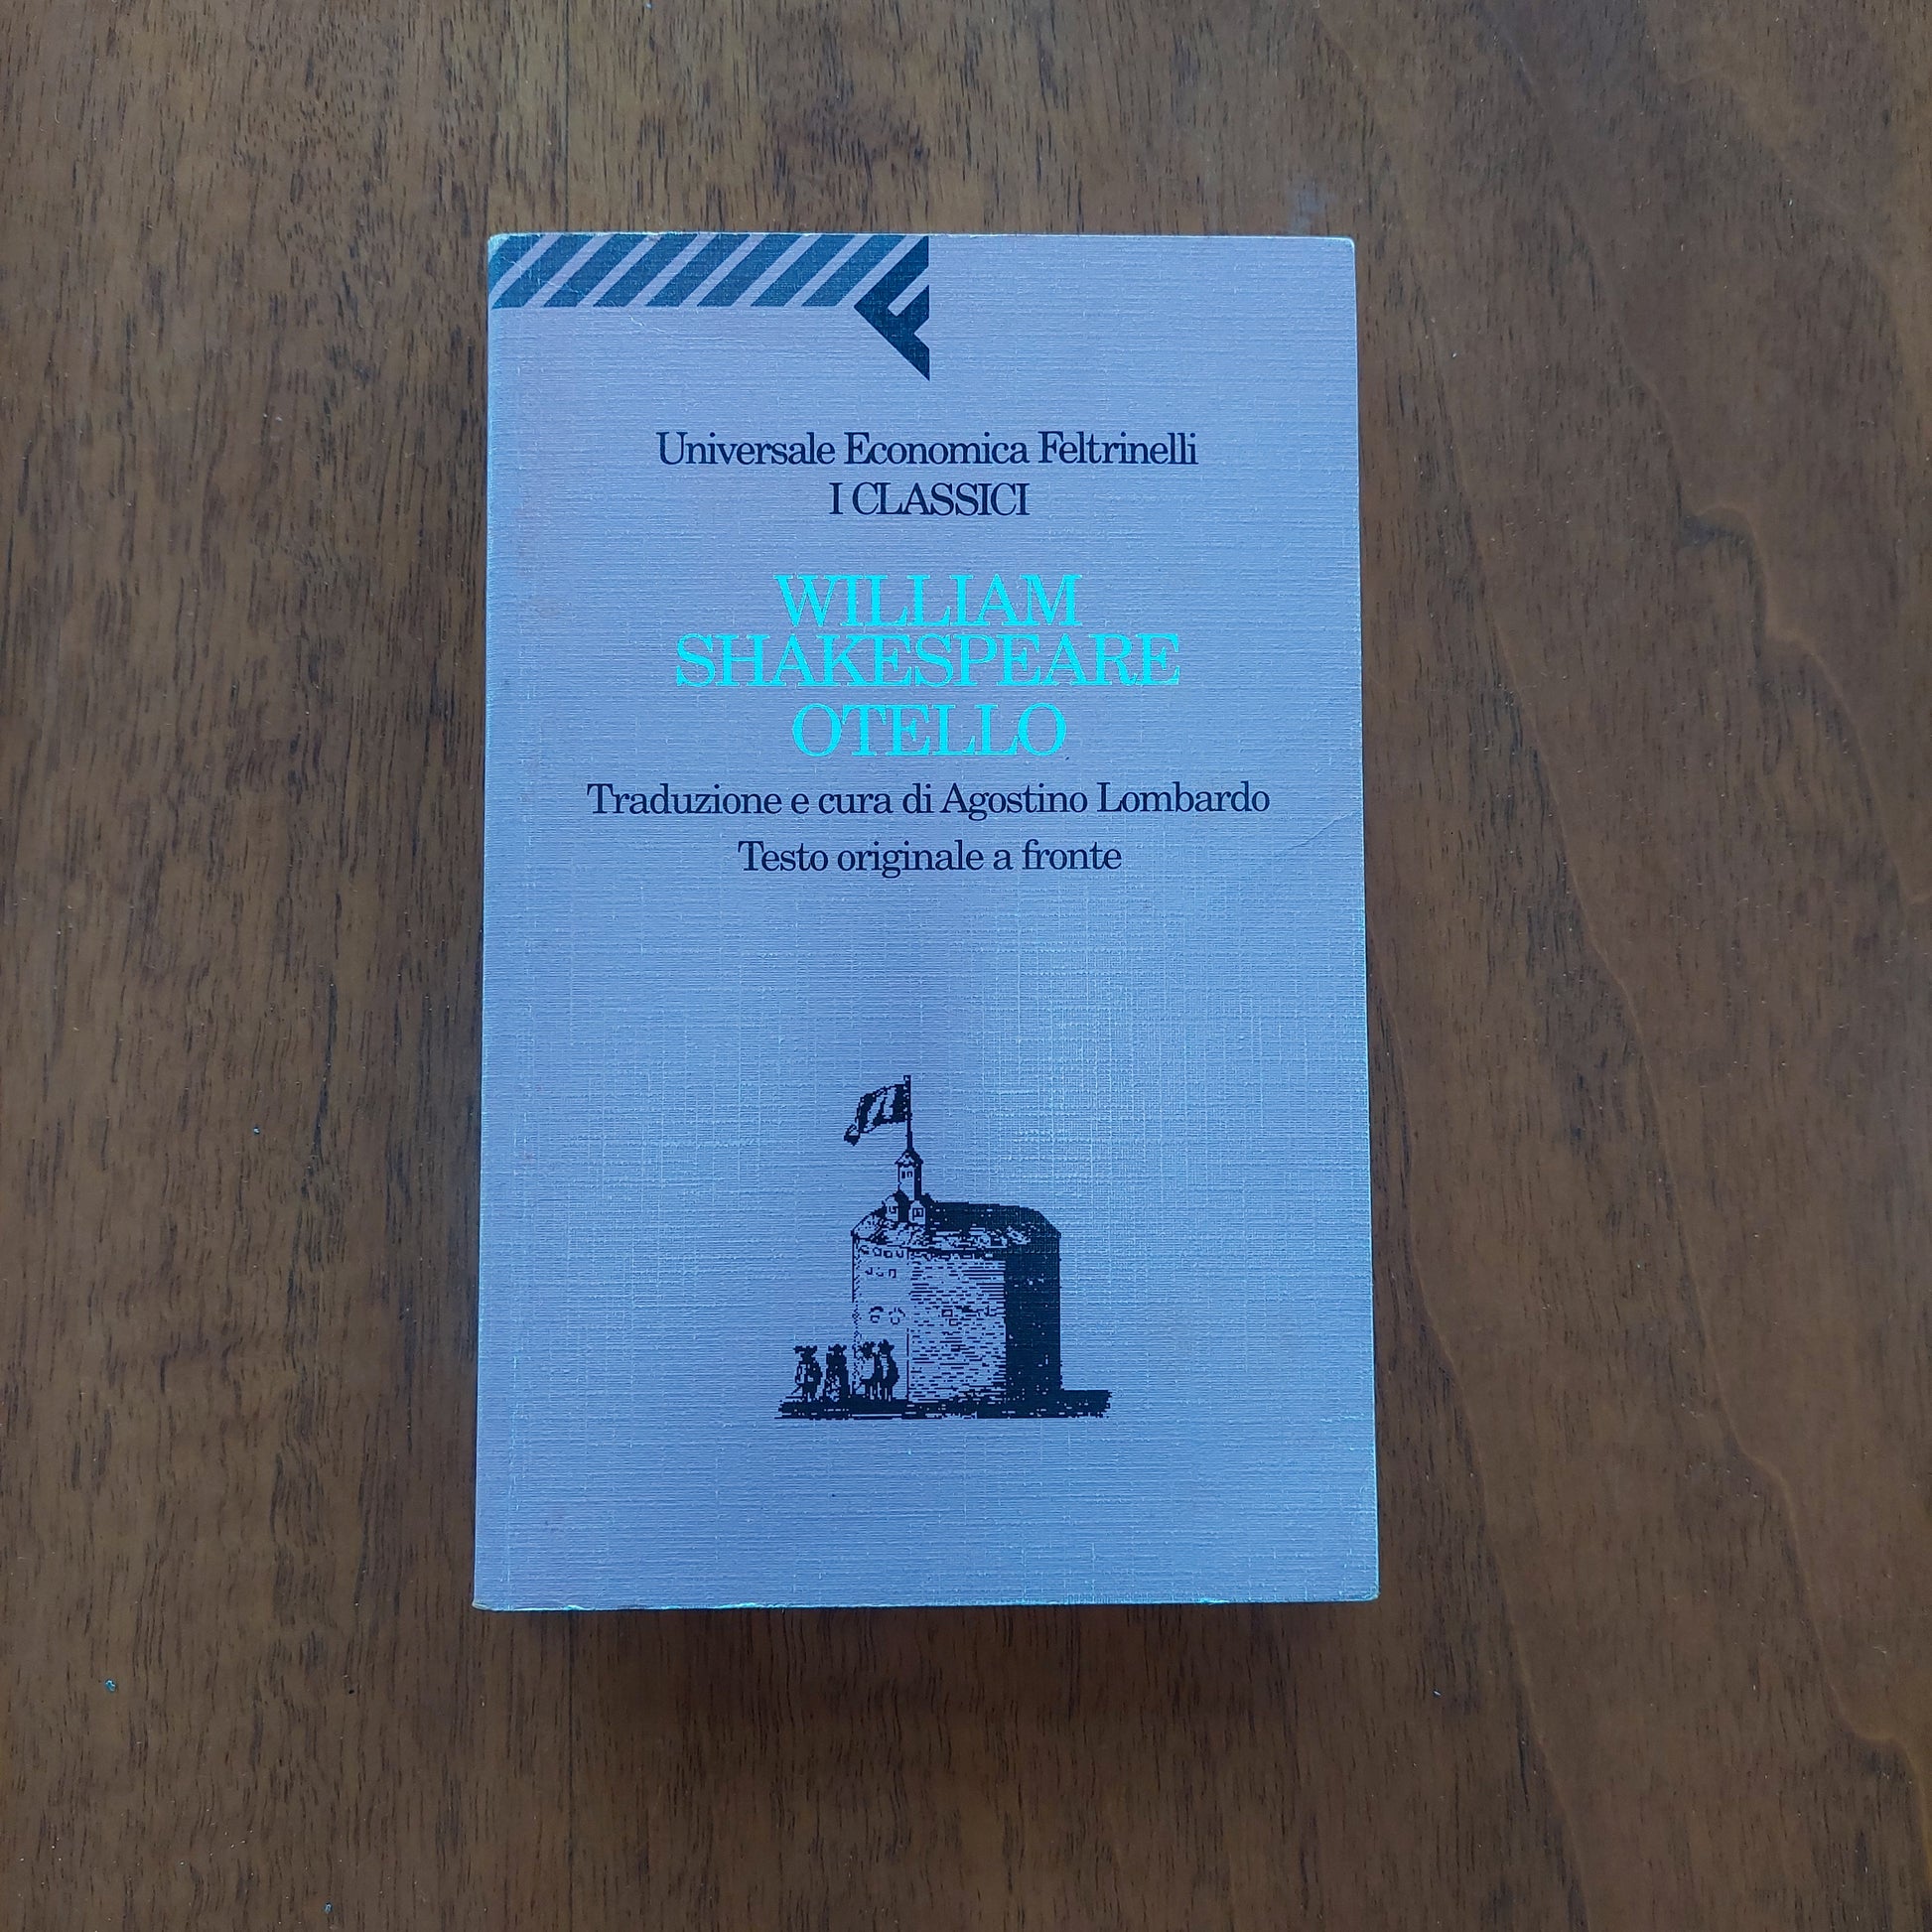 Universale Economica Feltrinelli
I CLASSICI
WILLIAM
SHAKESPEARE
OTELLO
Traduzione e cura di Agostino Lombardo
Testo originale a fronte